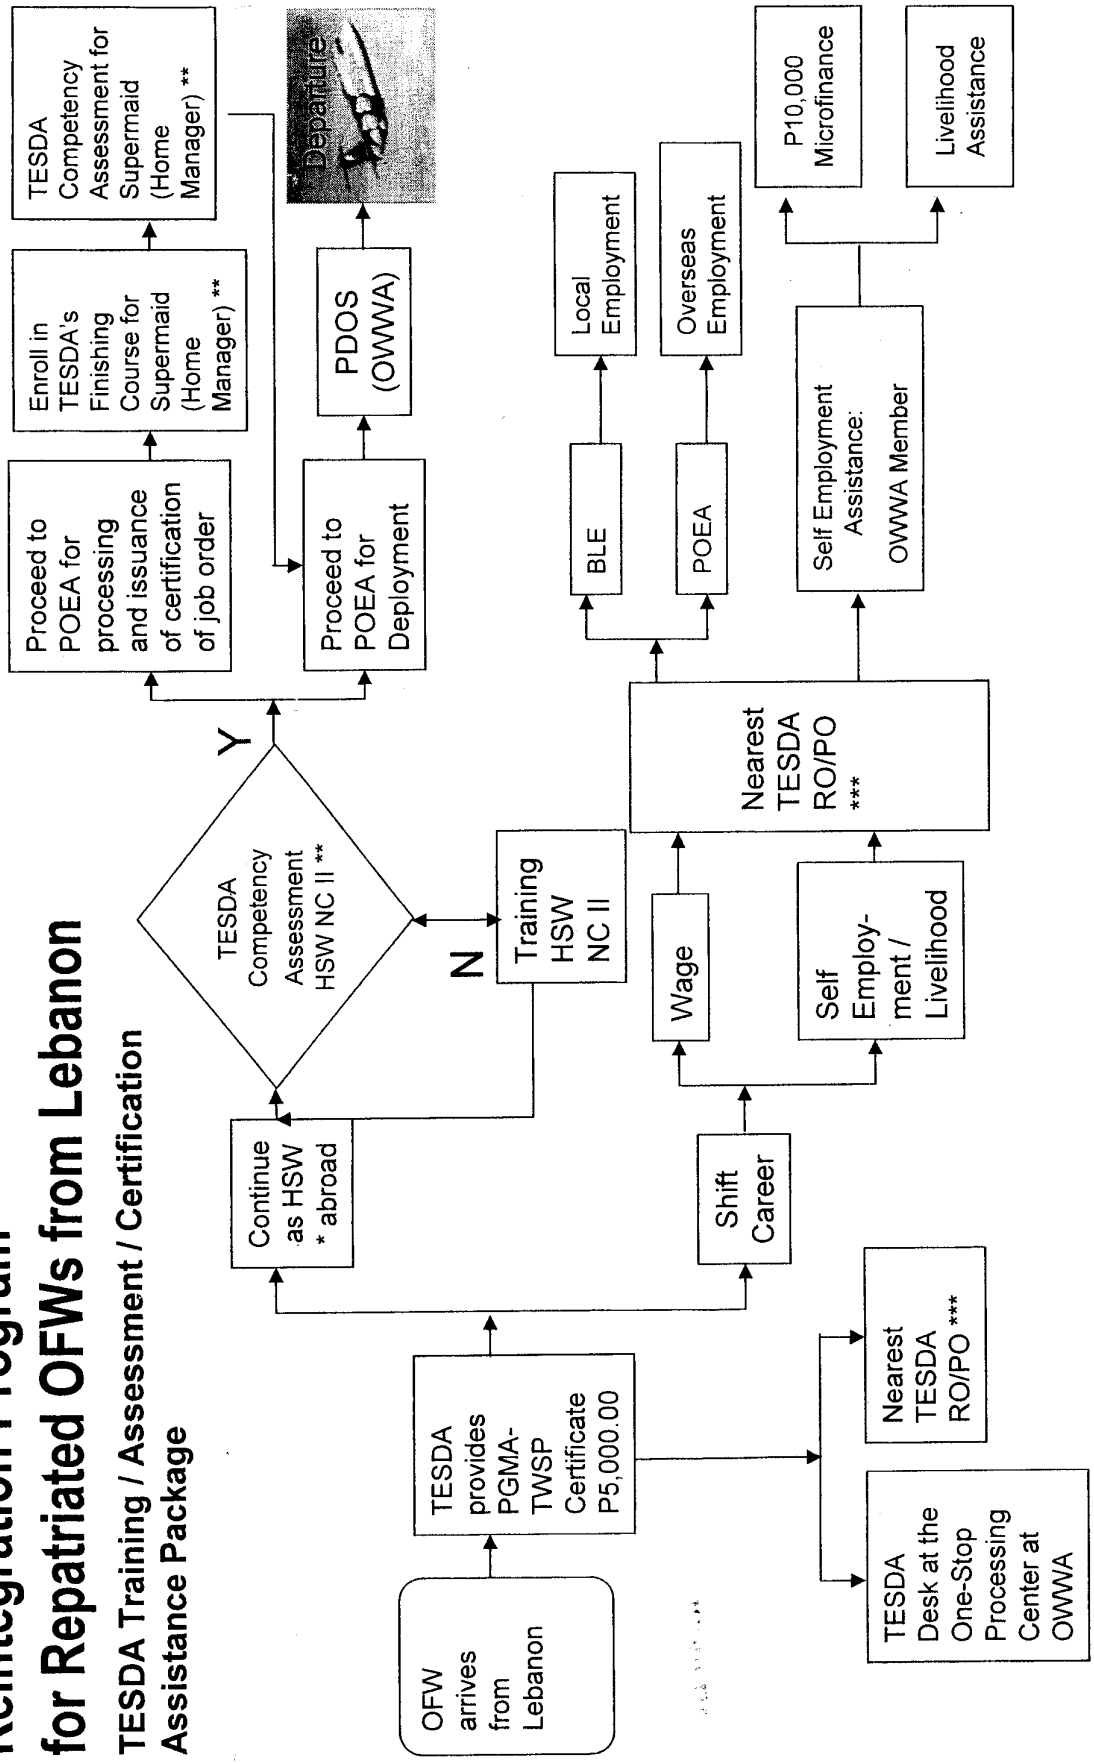 Reintegration Program
for Repatriated OFWs from Lebanon
TESDA Training / Assessment / Certification
Assistance Package
OFW
arrives
from
Lebanon
TESDA
provides
PGMA-
TWSP
Certificate
P5,000.00
TESDA
Desk at the
One-Stop
Processing
Center at
OWWA
Nearest
TESDA
RO/PO ***
Continue
as HSW
* abroad
Shift
Career
TESDA
Competency
Assessment
HSW NC II **
Y
N
Training
HSW
NC II
Wage
Self
Employ-
ment /
Livelihood
Nearest
TESDA
RO/PO
***
Proceed to
POEA for
processing
and issuance
of certification
of job order
Enroll in
TESDA's
Finishing
Course for
Supermaid
(Home
Manager) **
TESDA
Competency
Assessment for
Supermaid
(Home
Manager) **
Proceed to
POEA for
Deployment
PDOS
(OWWA)
Departure
BLE
Local
Employment
POEA
Overseas
Employment
Self Employment
Assistance:
OWWA Member
P10,000
Microfinance
Livelihood
Assistance